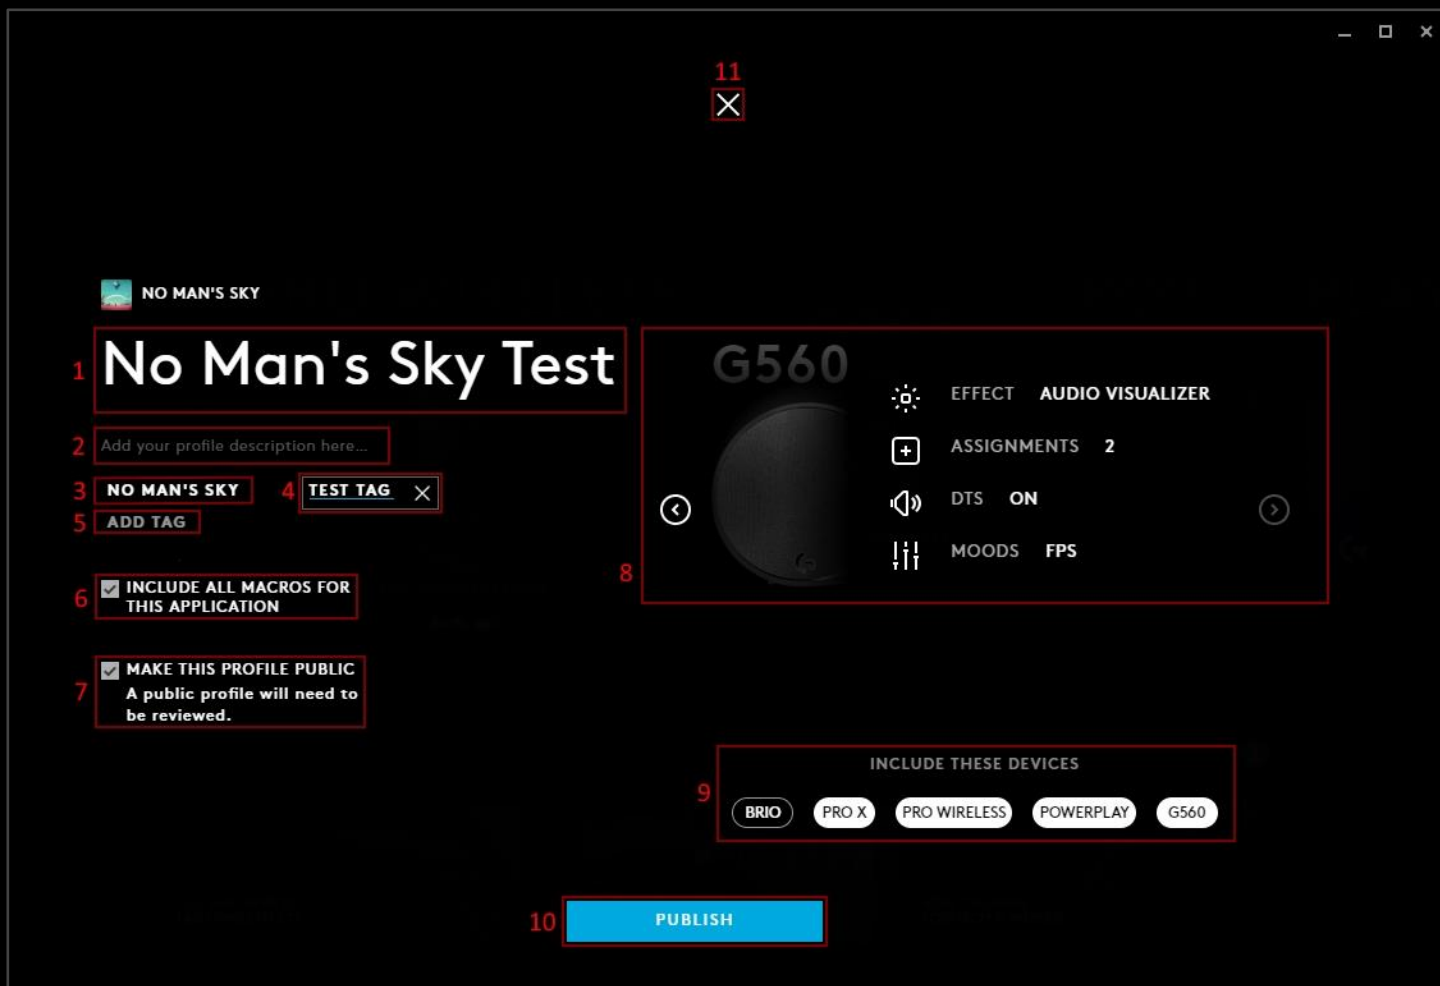 11
NO MAN'S SKY
1
No Man's Sky Test
2
Add your profile description here...
3
NO MAN'S SKY
4
TEST TAG
5
ADD TAG
6
INCLUDE ALL MACROS FOR
THIS APPLICATION
7
MAKE THIS PROFILE PUBLIC
A public profile will need to
be reviewed.
8
G560
EFFECT AUDIO VISUALIZER
ASSIGNMENTS 2
DTS ON
MOODS FPS
9
INCLUDE THESE DEVICES
BRIO PRO X PRO WIRELESS POWERPLAY G560
10
PUBLISH